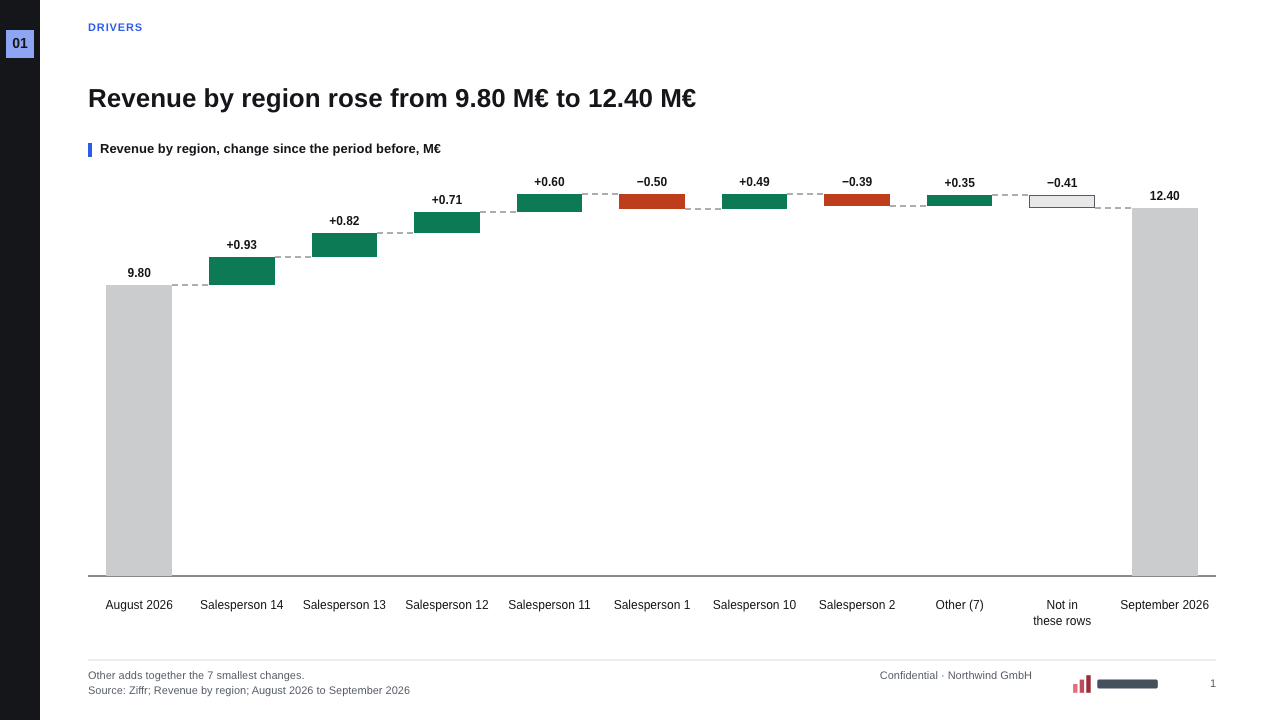 01
DRIVERS
Revenue by region rose from 9.80 M€ to 12.40 M€
Revenue by region, change since the period before, M€
9.80
+0.93
+0.82
+0.71
+0.60
−0.50
+0.49
−0.39
+0.35
−0.41
12.40
August 2026
Salesperson 14
Salesperson 13
Salesperson 12
Salesperson 11
Salesperson 1
Salesperson 10
Salesperson 2
Other (7)
Not in
these rows
September 2026
Other adds together the 7 smallest changes.
Source: Ziffr; Revenue by region; August 2026 to September 2026
Confidential · Northwind GmbH
1